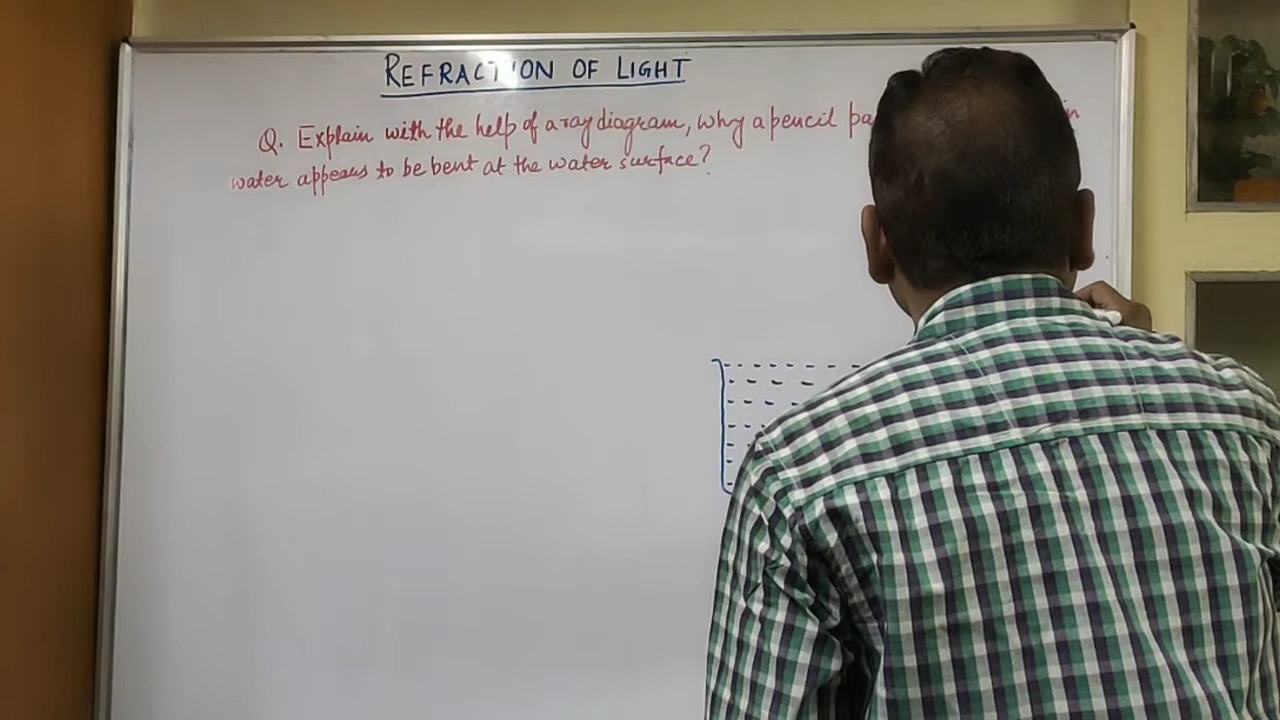 REFRACTION OF LIGHT
Q. Explain with the help of a ray diagram, why a pencil in
water appears to be bent at the water surface?